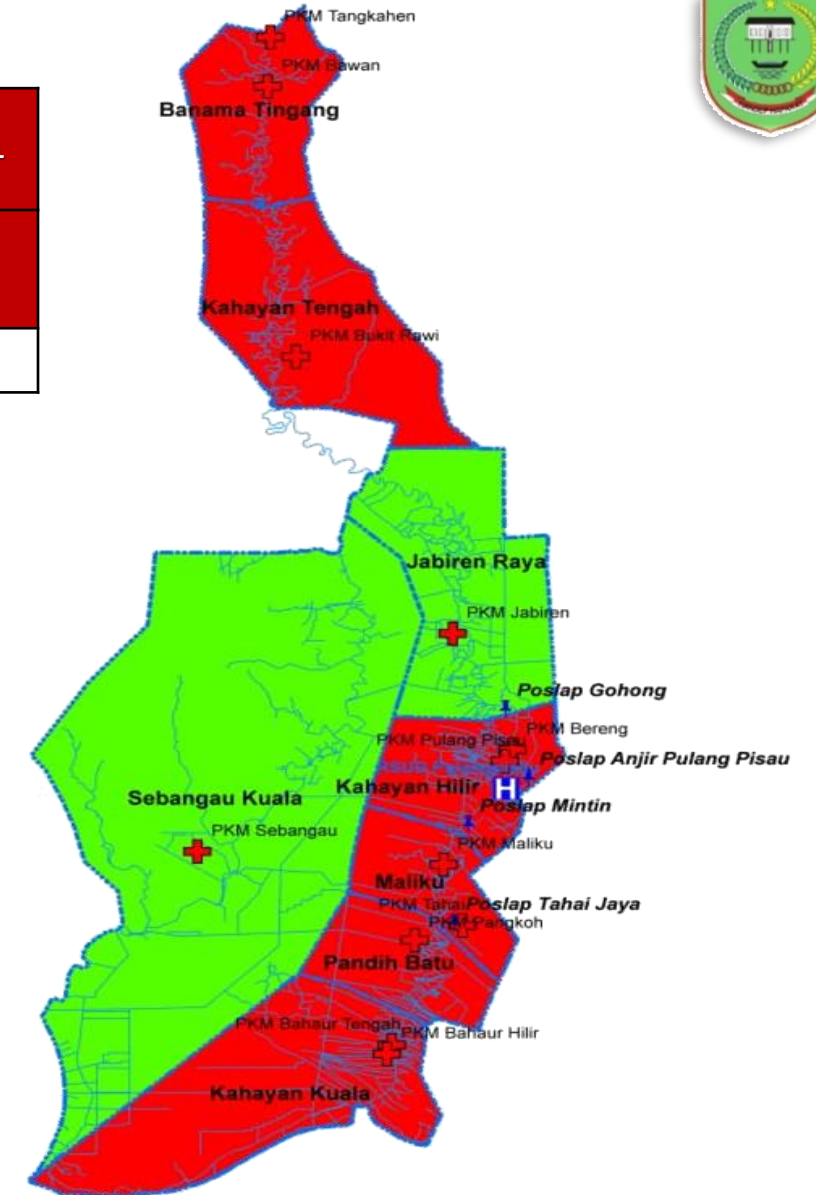 PKM Tangkahen
PKM Bawan
Banama Tingang
Kahayan Tengah
PKM Bukit Rawi
Jabiren Raya
PKM Jabiren
Poslap Gohong
PKM Bereng
PKM Pulang Pisau
Poslap Anjir Pulang Pisau
Kahayan Hilir
H
Poslap Mintin
Sebangau Kuala
PKM Sebangau
PKM Maliku
Maliku
PKM Tahai
Poslap Tahai Jaya
PKM Pangkoh
Pandih Batu
PKM Bahaur Tengah
PKM Bahaur Hilir
Kahayan Kuala